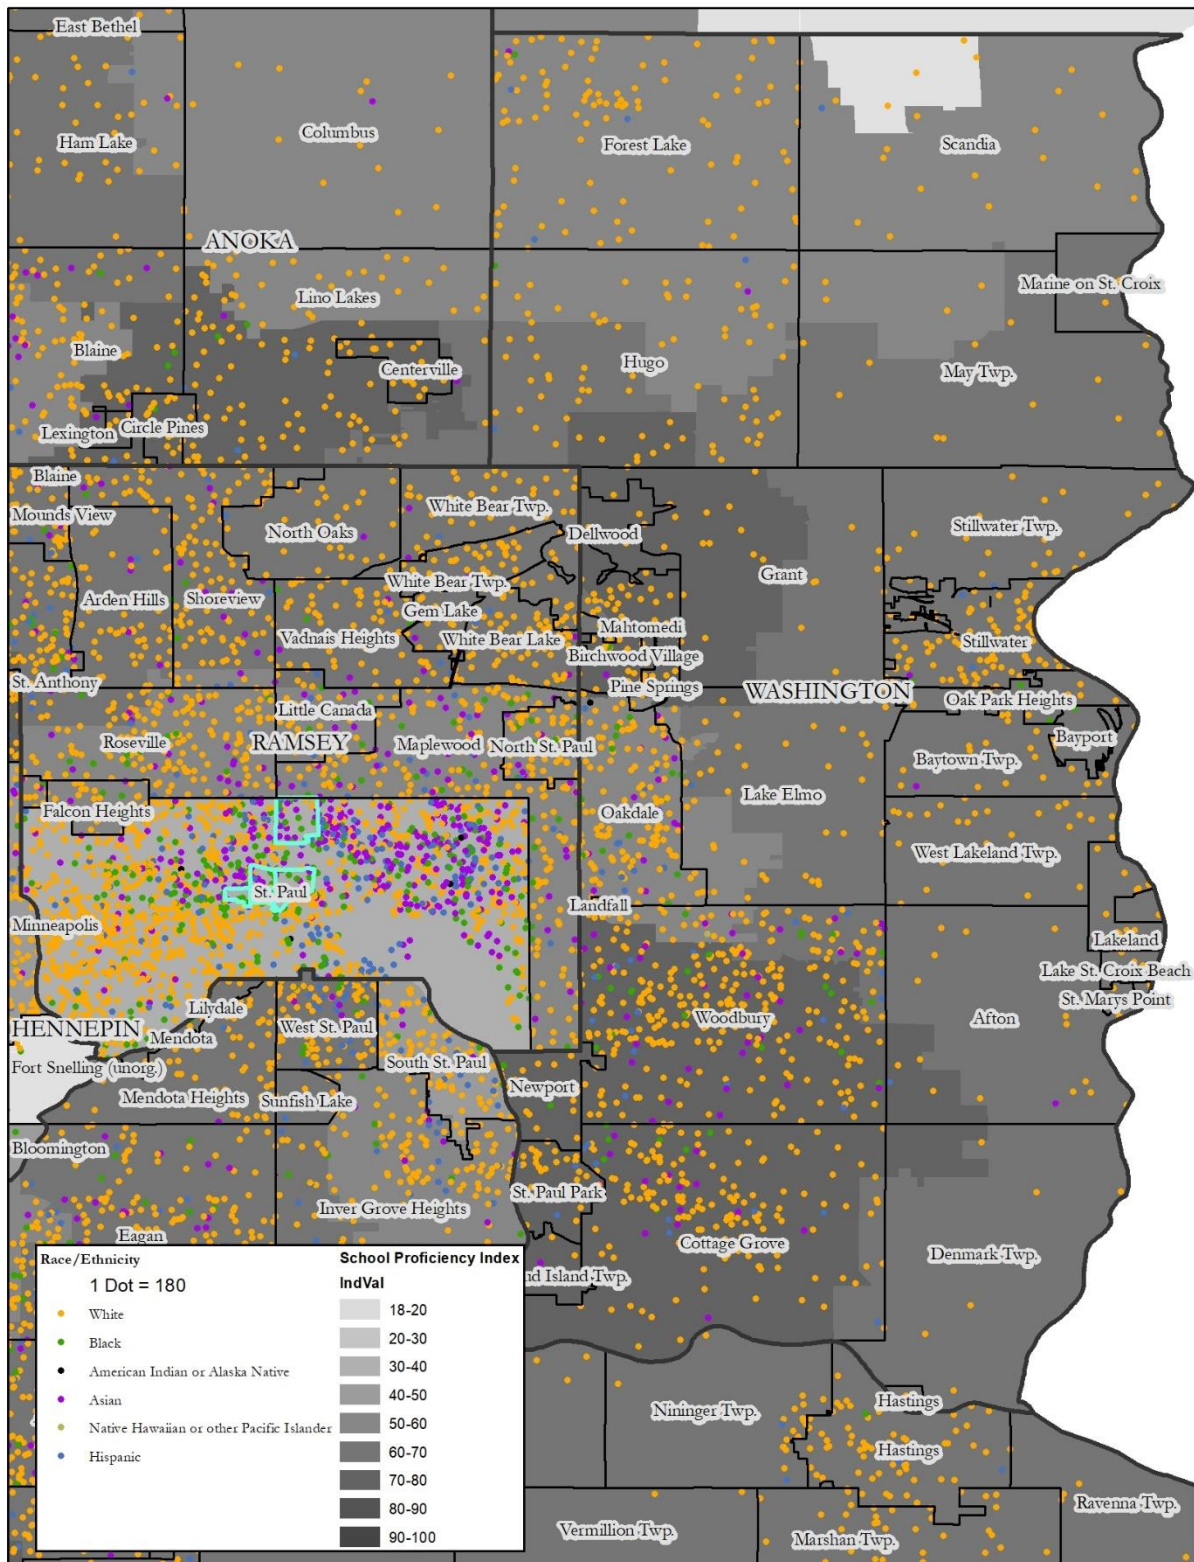 East Bethel
Ham Lake
Columbus
Forest Lake
Scandia
ANOKA
Lino Lakes
Marine on St. Croix
Blaine
Centerville
Hugo
May Twp.
Lexington
Circle Pines
Blaine
Mounds View
North Oaks
White Bear Twp.
Dellwood
Stillwater Twp.
White Bear Twp.
Grant
Arden Hills
Shoreview
Gem Lake
Vadnais Heights
White Bear Lake
Mahtomedi
Stillwater
Birchwood Village
St. Anthony
Pine Springs
WASHINGTON
Oak Park Heights
Little Canada
Roseville
RAMSEY
Maplewood
North St. Paul
Bayport
Baytown Twp.
Falcon Heights
Oakdale
Lake Elmo
West Lakeland Twp.
St. Paul
Landfall
Minneapolis
Lakeland
Lake St. Croix Beach
St. Marys Point
Lilydale
Woodbury
Afton
HENNEPIN
Mendota
West St. Paul
Fort Snelling (unorg.)
South St. Paul
Mendota Heights
Sunfish Lake
Newport
Bloomington
St. Paul Park
Inver Grove Heights
Eagan
Cottage Grove
Denmark Twp.
ud Island Twp.
Race/Ethnicity
1 Dot = 180
White
Black
American Indian or Alaska Native
Asian
Native Hawaiian or other Pacific Islander
Hispanic
School Proficiency Index
IndVal
18-20
20-30
30-40
40-50
50-60
60-70
70-80
80-90
90-100
Hastings
Nininger Twp.
Hastings
Ravenna Twp.
Vermillion Twp.
Marshan Twp.